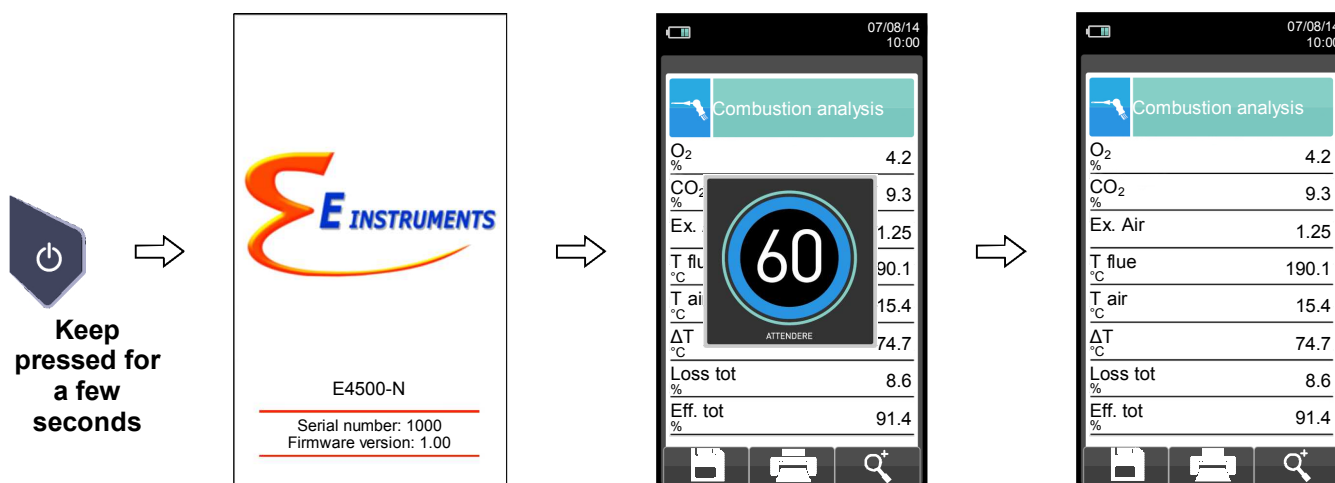 Keep
pressed for
a few
seconds
E INSTRUMENTS
E4500-N
Serial number: 1000
Firmware version: 1.00
07/08/14
10:00
Combustion analysis
O₂
%
4.2
CO₂
%
9.3
Ex.
1.25
T flu
°C
90.1
T ai
°C
15.4
ΔT
°C
74.7
Loss tot
%
8.6
Eff. tot
%
91.4
60
ATTENDERE
07/08/14
10:00
Combustion analysis
O₂
%
4.2
CO₂
%
9.3
Ex. Air
1.25
T flue
°C
190.1
T air
°C
15.4
ΔT
°C
74.7
Loss tot
%
8.6
Eff. tot
%
91.4